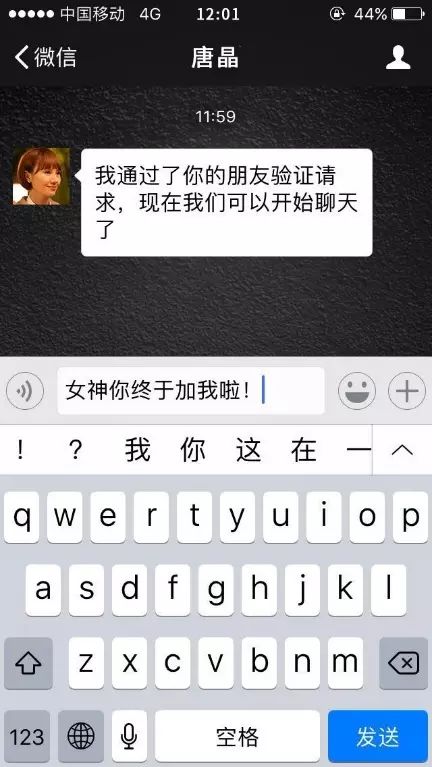 中国移动 4G 12:01 44%
微信 唐晶
11:59
我通过了你的朋友验证请
求，现在我们可以开始聊天
了
女神你终于加我啦！
！ ？ 我 你 这 在 一
q w e r t y u i o p
a s d f g h j k l
z x c v b n m
123 空格 发送